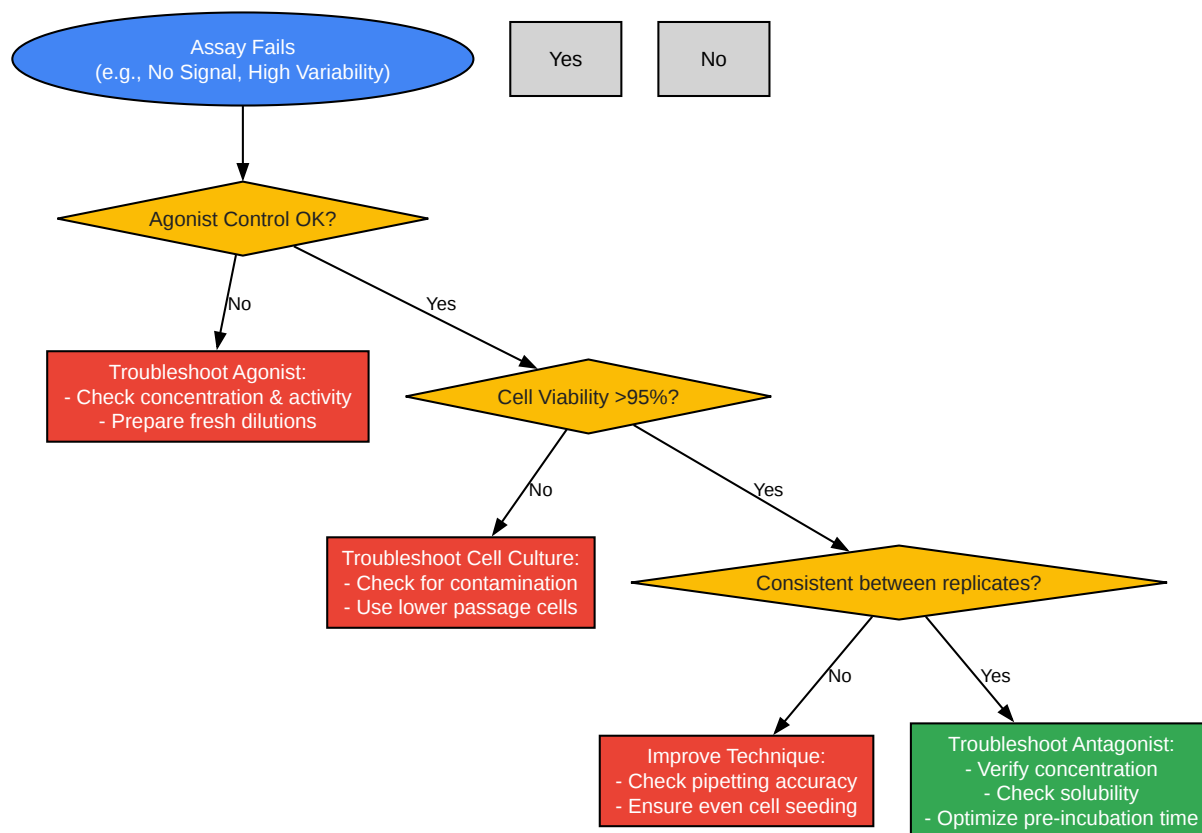 Assay Fails
(e.g., No Signal, High Variability)
Yes
No
Agonist Control OK?
No
Yes
Troubleshoot Agonist:
- Check concentration & activity
- Prepare fresh dilutions
Cell Viability >95%?
No
Yes
Troubleshoot Cell Culture:
- Check for contamination
- Use lower passage cells
Consistent between replicates?
No
Yes
Improve Technique:
- Check pipetting accuracy
- Ensure even cell seeding
Troubleshoot Antagonist:
- Verify concentration
- Check solubility
- Optimize pre-incubation time